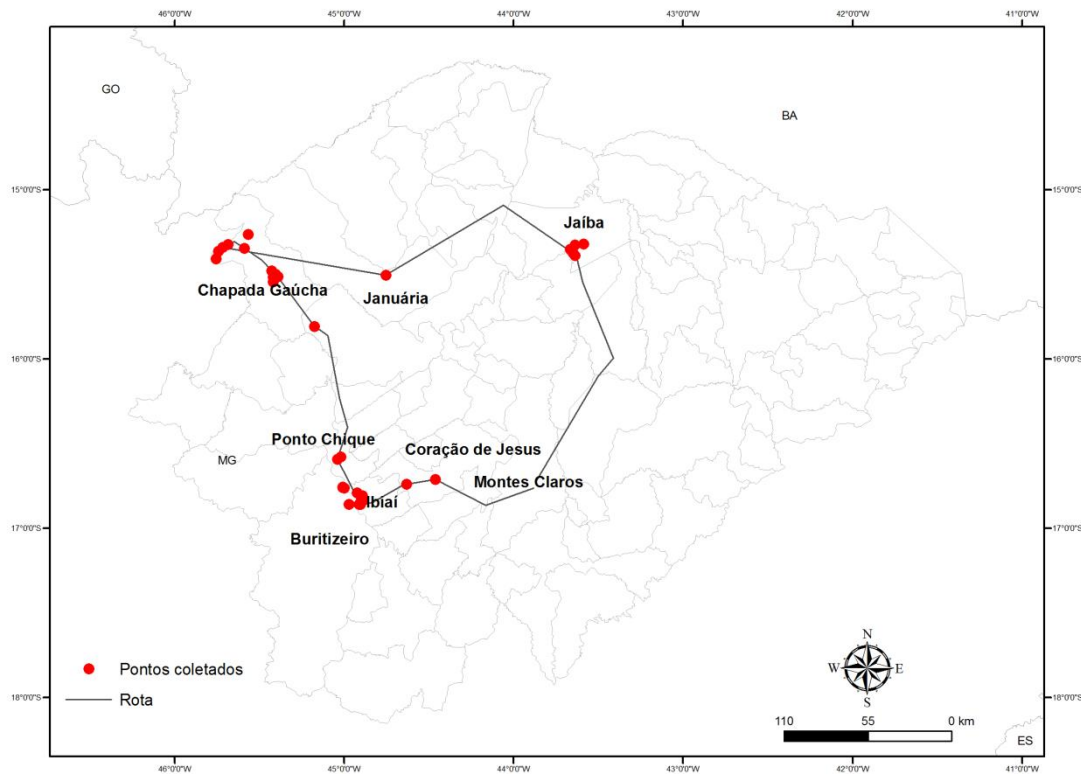 46°0'0"W 45°0'0"W 44°0'0"W 43°0'0"W 42°0'0"W 41°0'0"W
GO
BA
15°0'0"S 15°0'0"S
Jaíba
Chapada Gaúcha
Januária
16°0'0"S 16°0'0"S
Ponto Chique
Coração de Jesus
MG
Montes Claros
Ibiaí
17°0'0"S 17°0'0"S
Buritizeiro
N
W E
S
Pontos coletados
Rota
18°0'0"S 18°0'0"S
110 55 0 km
ES
46°0'0"W 45°0'0"W 44°0'0"W 43°0'0"W 42°0'0"W 41°0'0"W